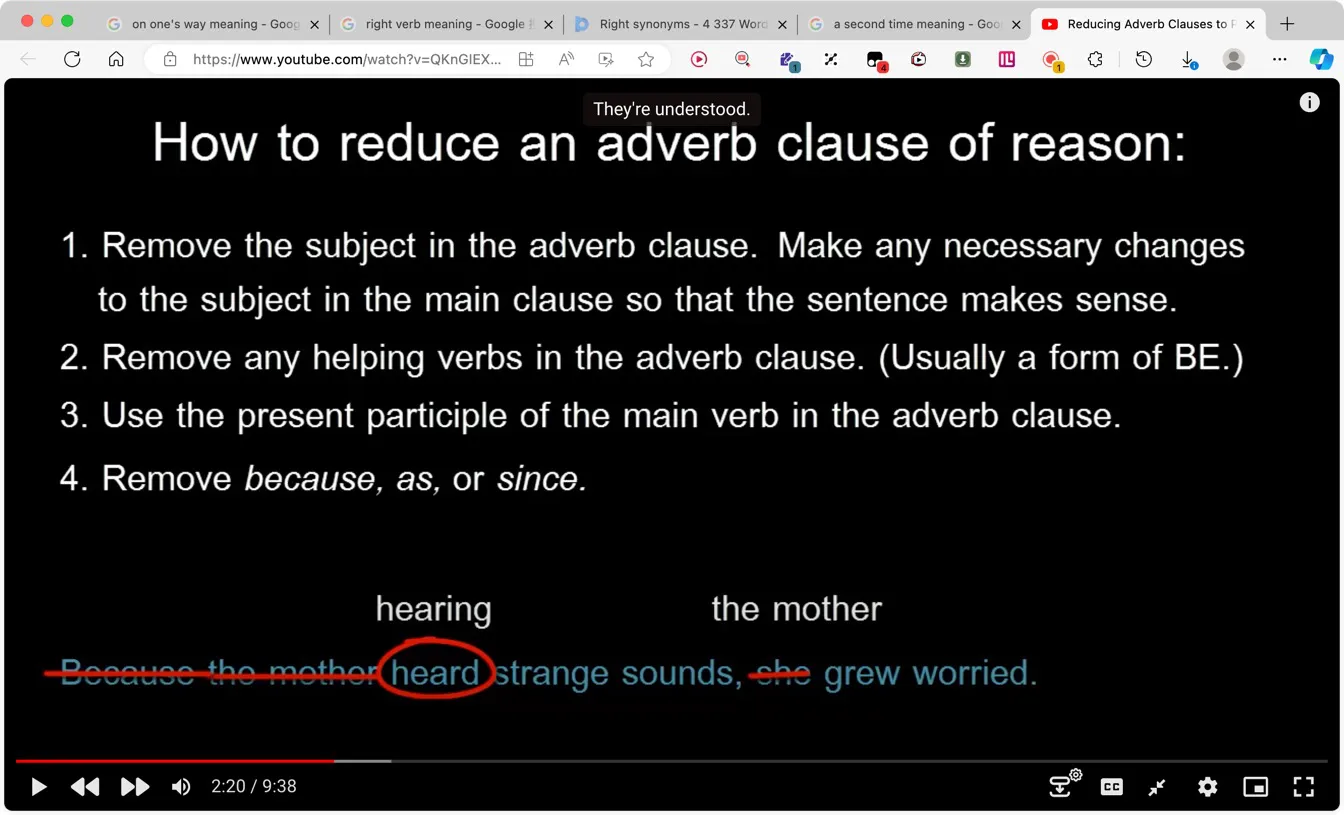 on one's way meaning - Goog
right verb meaning - Google
Right synonyms - 4 337 Word
a second time meaning - Goo
Reducing Adverb Clauses to P
https://www.youtube.com/watch?v=QKnGIEX...
1
4
1
They're understood.
How to reduce an adverb clause of reason:
1. Remove the subject in the adverb clause. Make any necessary changes
to the subject in the main clause so that the sentence makes sense.
2. Remove any helping verbs in the adverb clause. (Usually a form of BE.)
3. Use the present participle of the main verb in the adverb clause.
4. Remove because, as, or since.
hearing the mother
Because the mother heard strange sounds, she grew worried.
2:20 / 9:38
CC